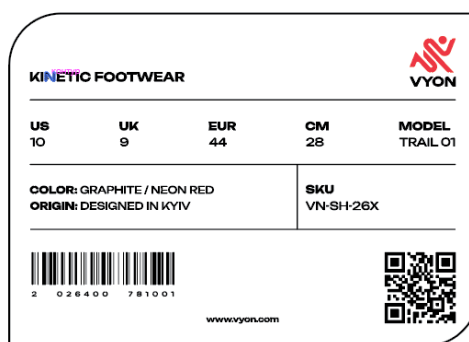 KINETIC FOOTWEAR
VYON
US UK EUR CM MODEL
10 9 44 28 TRAIL 01
COLOR: GRAPHITE / NEON RED
ORIGIN: DESIGNED IN KYIV
SKU
VN-SH-26X
2 026400 781001
www.vyon.com